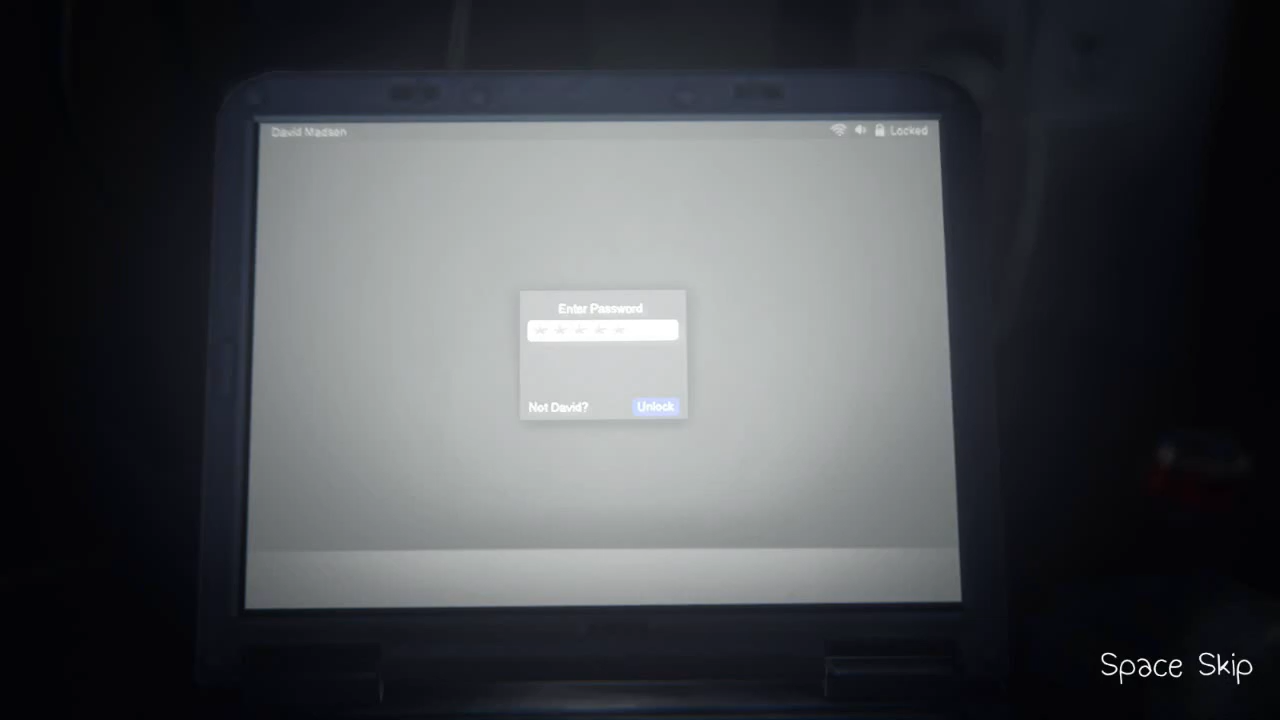 David Madsen
Locked
Enter Password
*****
Not David?
Unlock
Space Skip